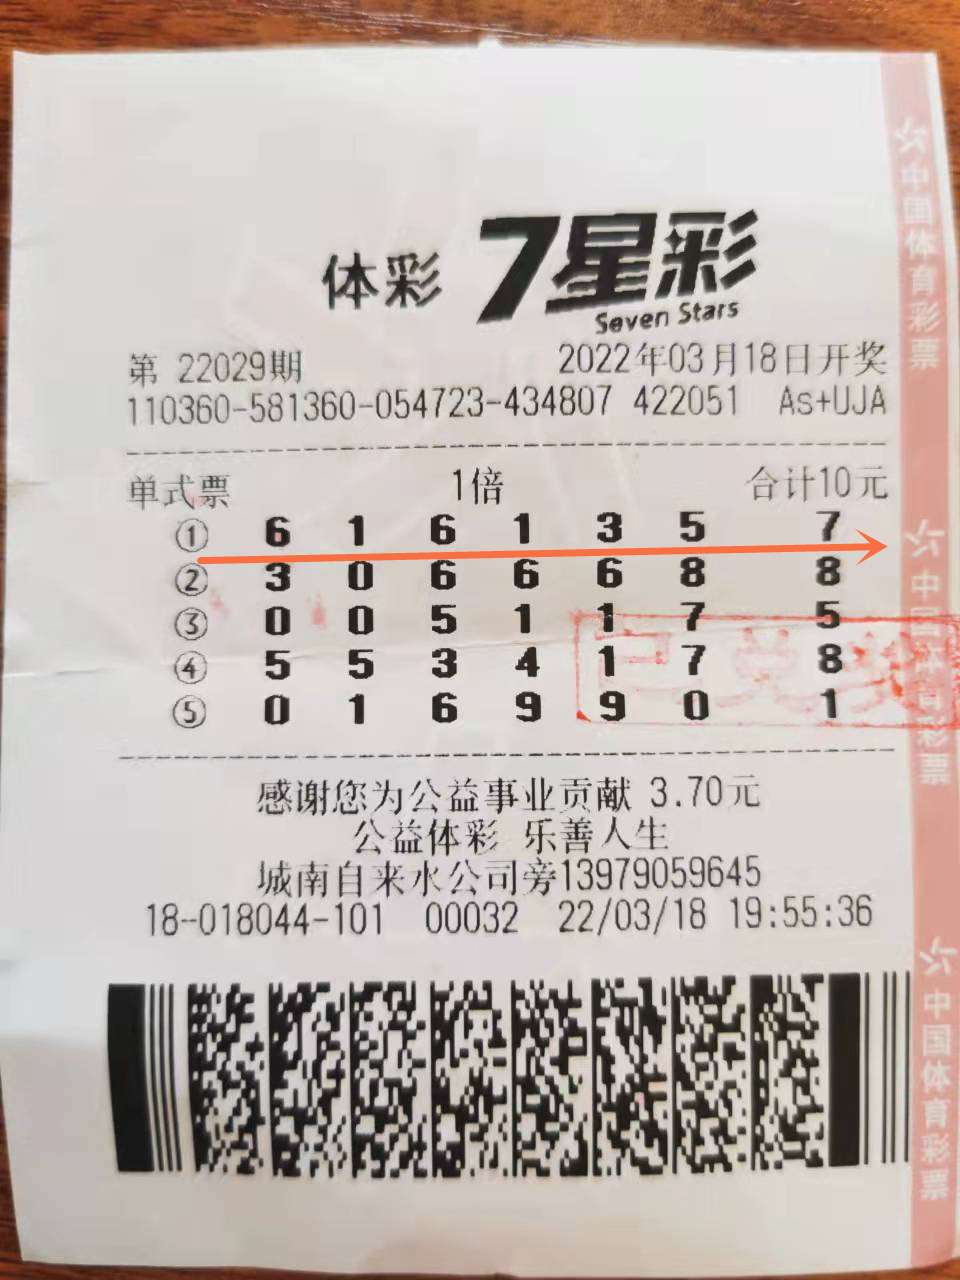 体彩 7星彩
Seven Stars
第 22029期 2022年03月18日开奖
110360-581360-054723-434807 422051 As+UJA
单式票 1倍 合计10元
① 6 1 6 1 3 5 7
② 3 0 6 6 6 8 8
③ 0 0 5 1 1 7 5
④ 5 5 3 4 1 7 8
⑤ 0 1 6 9 9 0 1
已兑奖
感谢您为公益事业贡献 3.70元
公益体彩 乐善人生
城南自来水公司旁13979059645
18-018044-101 00032 22/03/18 19:55:36
中国体育彩票
中国体育彩票
中国体育彩票